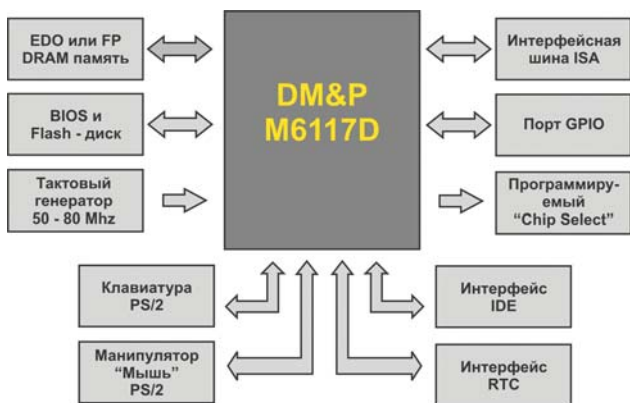 EDO или FP
DRAM память
BIOS и
Flash - диск
Тактовый
генератор
50 - 80 Mhz
DM&P
M6117D
Интерфейсная
шина ISA
Порт GPIO
Программиру-
емый
“Chip Select”
Клавиатура
PS/2
Манипулятор
“Мышь”
PS/2
Интерфейс
IDE
Интерфейс
RTC